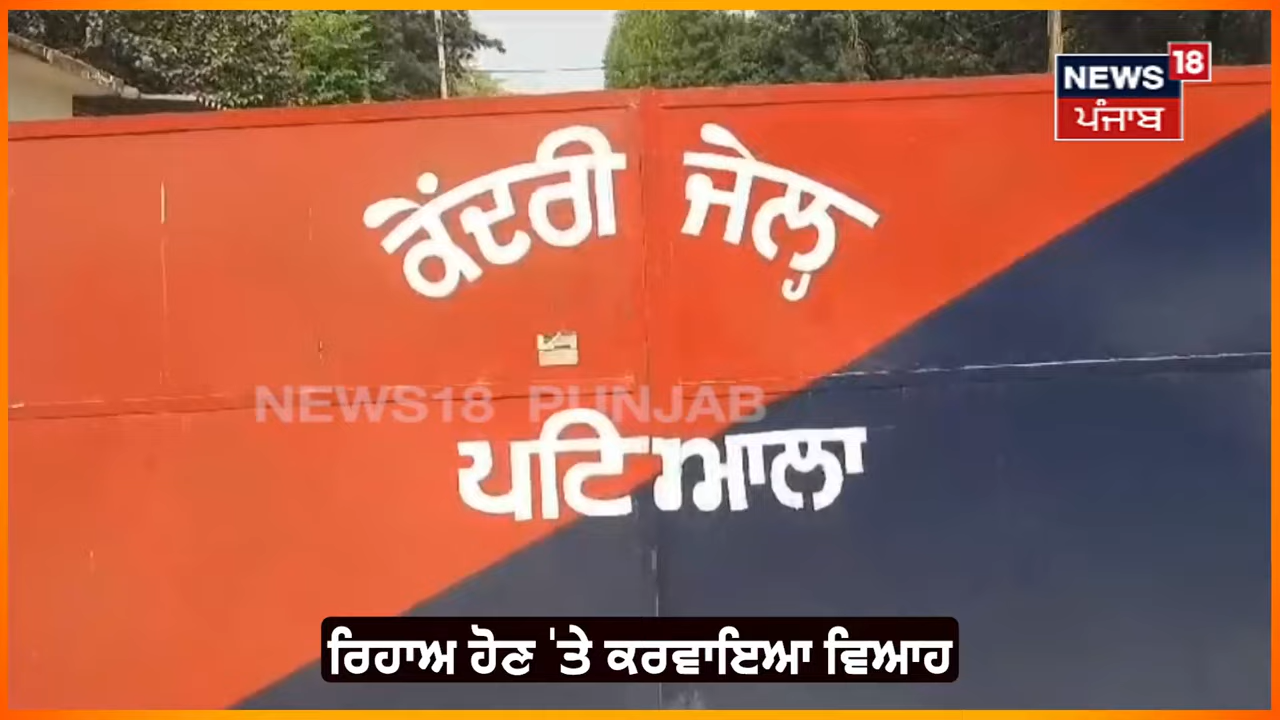 NEWS 18
ਪੰਜਾਬ
ਕੇਂਦਰੀ ਜੇਲ੍ਹ
NEWS18 PUNJAB
ਪਟਿਆਲਾ
ਰਿਹਾਅ ਹੋਣ 'ਤੇ ਕਰਵਾਇਆ ਵਿਆਹ